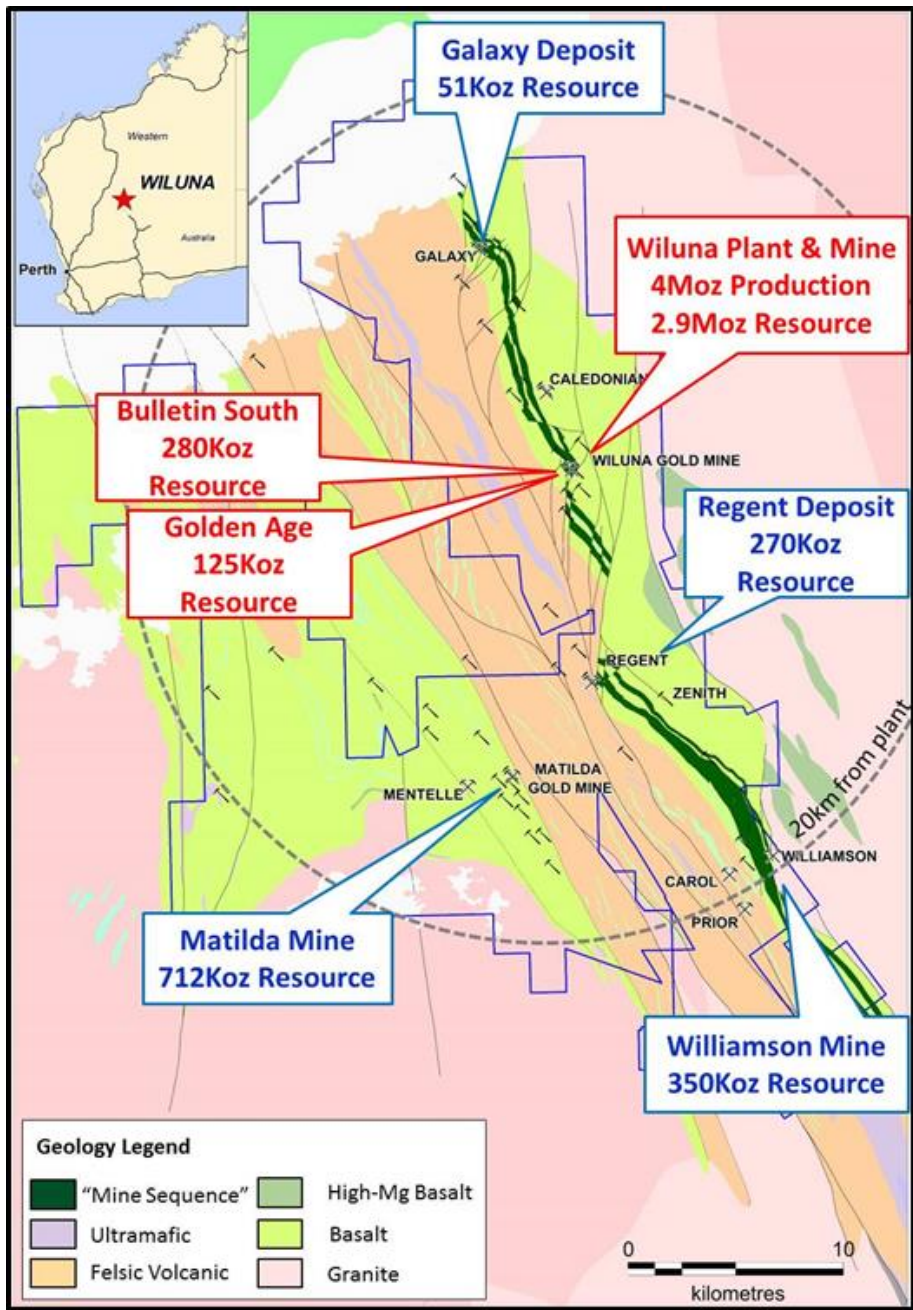 Western
WILUNA
Australia
Perth
Galaxy Deposit
51Koz Resource
GALAXY
Wiluna Plant & Mine
4Moz Production
2.9Moz Resource
CALEDONIAN
Bulletin South
280Koz
Resource
WILUNA GOLD MINE
Golden Age
125Koz
Resource
Regent Deposit
270Koz
Resource
REGENT
ZENITH
20km from plant
MATILDA
GOLD MINE
MENTELLE
WILLIAMSON
CAROL
PRIOR
Matilda Mine
712Koz Resource
Williamson Mine
350Koz Resource
Geology Legend
"Mine Sequence"
High-Mg Basalt
Ultramafic
Basalt
Felsic Volcanic
Granite
0 10
kilometres